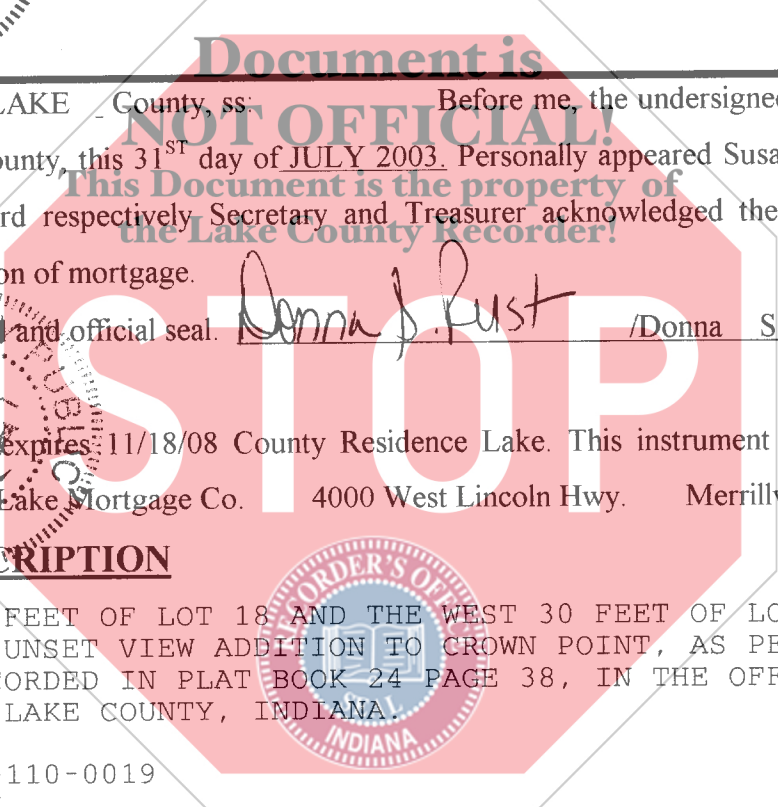 Document is
LAKE County, ss: Before me, the undersigned
NOT OFFICIAL!
ounty, this 31ST day of JULY 2003. Personally appeared Susa
This Document is the property of
rd respectively Secretary and Treasurer acknowledged the
the Lake County Recorder!
on of mortgage.
and official seal. Donna S. Rust /Donna S
PUBLIC
STOP
expires 11/18/08 County Residence Lake. This instrument
Lake Mortgage Co. 4000 West Lincoln Hwy. Merrillv
CRIPTION
RECORDER'S OFFIC
FEET OF LOT 18 AND THE WEST 30 FEET OF LO
UNSET VIEW ADDITION TO CROWN POINT, AS PE
CORDED IN PLAT BOOK 24 PAGE 38, IN THE OFF
LAKE COUNTY, INDIANA.
SEAL
INDIANA
110-0019